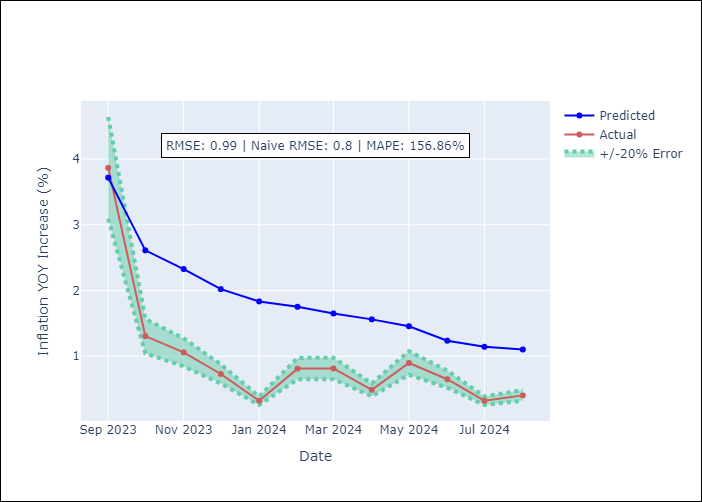 RMSE: 0.99 | Naive RMSE: 0.8 | MAPE: 156.86%
Predicted
Actual
+/-20% Error
Inflation YOY Increase (%)
4
3
2
1
Sep 2023
Nov 2023
Jan 2024
Mar 2024
May 2024
Jul 2024
Date